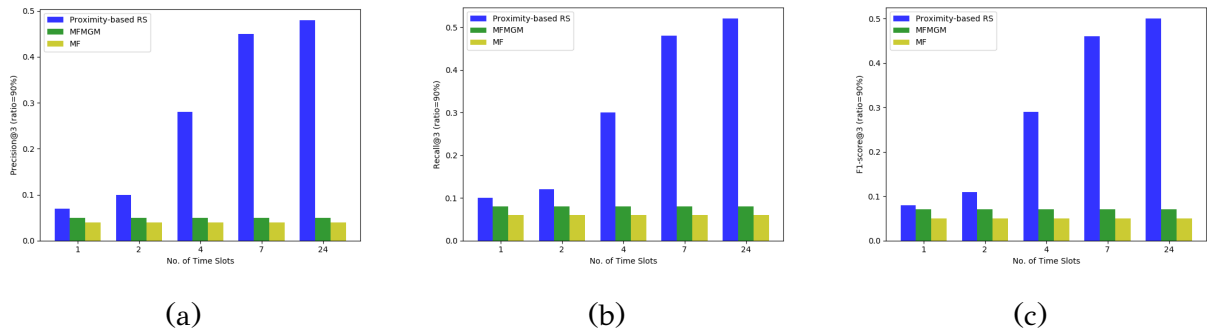 Proximity-based RS
MFMGM
MF
Precision@3 (ratio=90%)
0.5
0.4
0.3
0.2
0.1
0.0
1 2 4 7 24
No. of Time Slots
(a)
Proximity-based RS
MFMGM
MF
Recall@3 (ratio=90%)
0.5
0.4
0.3
0.2
0.1
0.0
1 2 4 7 24
No. of Time Slots
(b)
Proximity-based RS
MFMGM
MF
F1-score@3 (ratio=90%)
0.5
0.4
0.3
0.2
0.1
0.0
1 2 4 7 24
No. of Time Slots
(c)